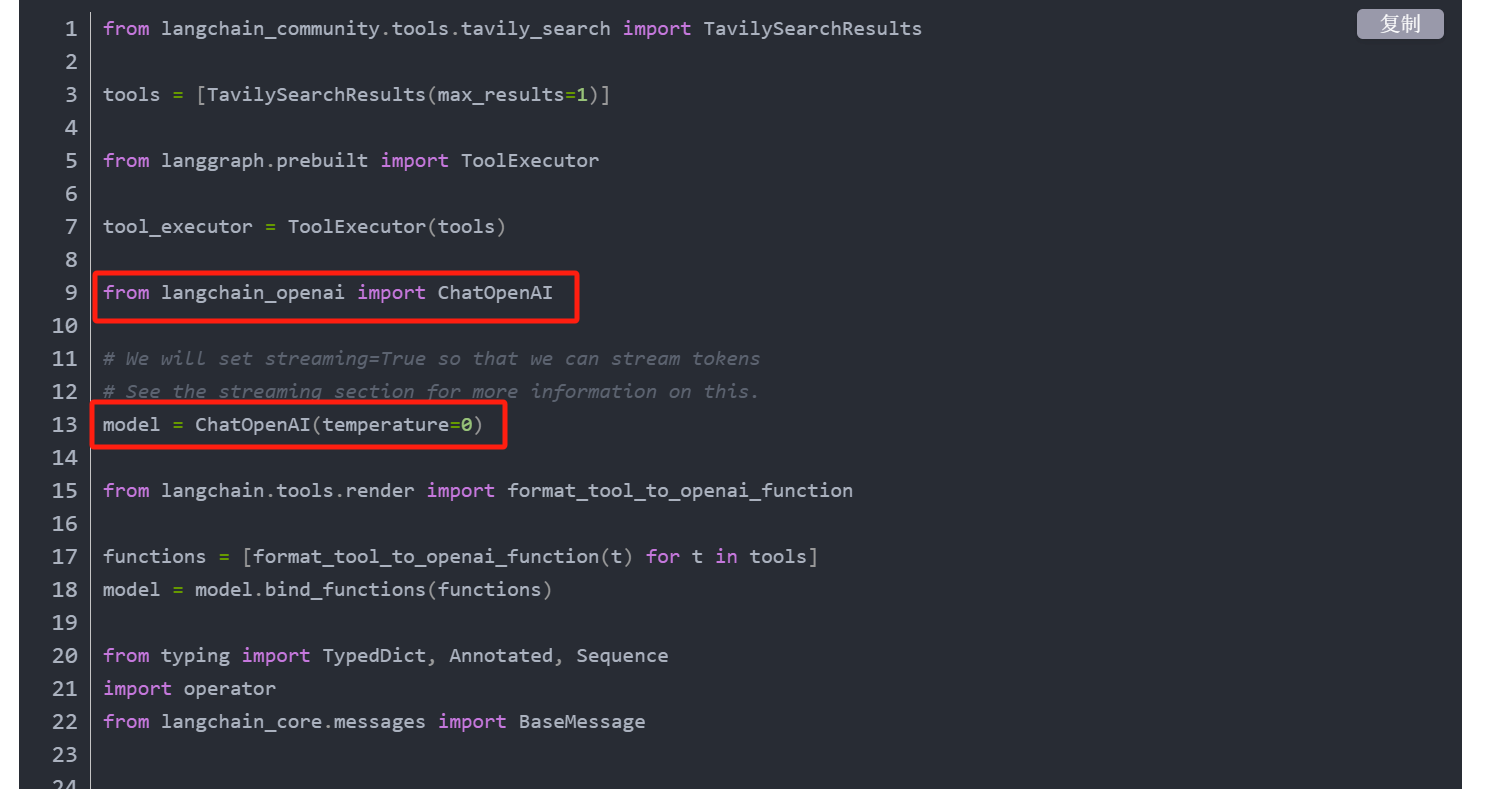 复制
1 from langchain_community.tools.tavily_search import TavilySearchResults
2
3 tools = [TavilySearchResults(max_results=1)]
4
5 from langgraph.prebuilt import ToolExecutor
6
7 tool_executor = ToolExecutor(tools)
8
9 from langchain_openai import ChatOpenAI
10
11 # We will set streaming=True so that we can stream tokens
12 # See the streaming section for more information on this.
13 model = ChatOpenAI(temperature=0)
14
15 from langchain.tools.render import format_tool_to_openai_function
16
17 functions = [format_tool_to_openai_function(t) for t in tools]
18 model = model.bind_functions(functions)
19
20 from typing import TypedDict, Annotated, Sequence
21 import operator
22 from langchain_core.messages import BaseMessage
23
24